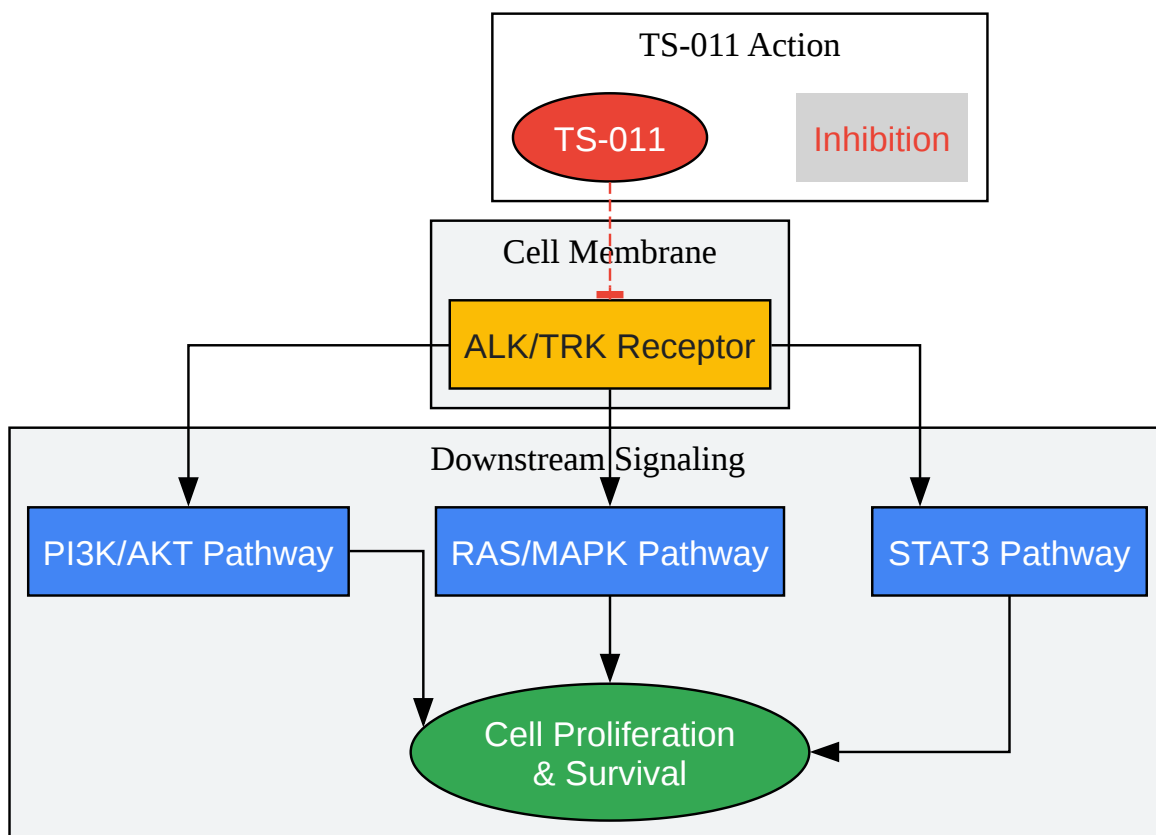 TS-011 Action
TS-011
Inhibition
Cell Membrane
ALK/TRK Receptor
Downstream Signaling
PI3K/AKT Pathway
RAS/MAPK Pathway
STAT3 Pathway
Cell Proliferation
& Survival